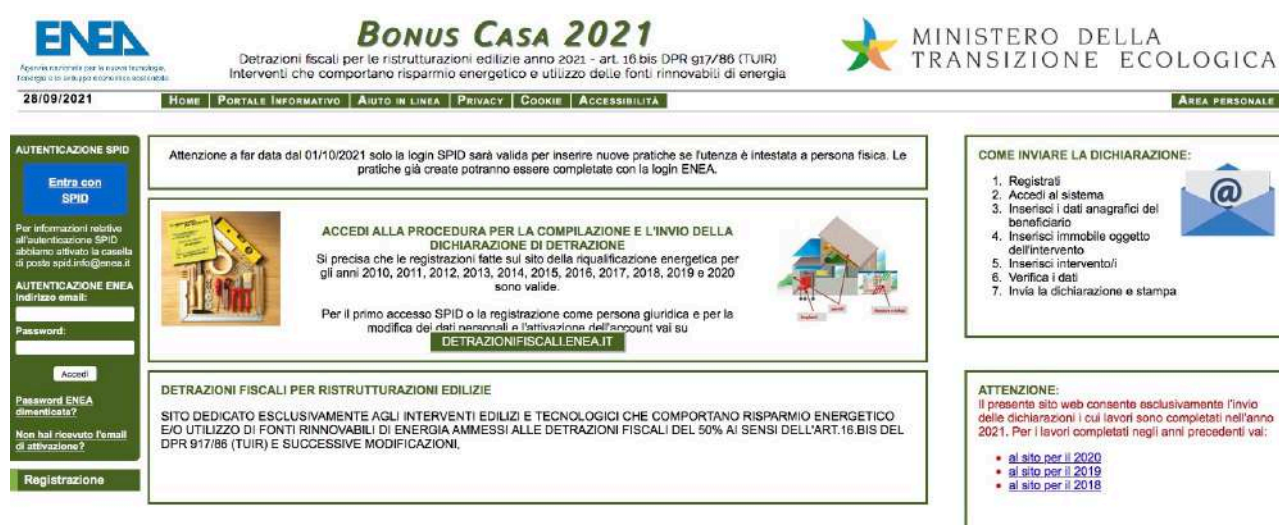 ENEA
Agenzia nazionale per le nuove tecnologie,
l'energia e lo sviluppo economico sostenibile
BONUS CASA 2021
Detrazioni fiscali per le ristrutturazioni edilizie anno 2021 - art. 16.bis DPR 917/86 (TUIR)
Interventi che comportano risparmio energetico e utilizzo delle fonti rinnovabili di energia
MINISTERO DELLA
TRANSIZIONE ECOLOGICA
28/09/2021
HOME PORTALE INFORMATIVO AIUTO IN LINEA PRIVACY COOKIE ACCESSIBILITÀ
AREA PERSONALE
AUTENTICAZIONE SPID
Entra con
SPID
Per informazioni relative
all'autenticazione SPID
abbiamo attivato la casella
di posta spid.info@enea.it
AUTENTICAZIONE ENEA
Indirizzo email:
Password:
Accedi
Password ENEA
dimenticata?
Non hai ricevuto l'email
di attivazione?
Registrazione
Attenzione a far data dal 01/10/2021 solo la login SPID sarà valida per inserire nuove pratiche se l'utenza è intestata a persona fisica. Le
pratiche già create potranno essere completate con la login ENEA.
ACCEDI ALLA PROCEDURA PER LA COMPILAZIONE E L'INVIO DELLA
DICHIARAZIONE DI DETRAZIONE
Si precisa che le registrazioni fatte sul sito della riqualificazione energetica per
gli anni 2010, 2011, 2012, 2013, 2014, 2015, 2016, 2017, 2018, 2019 e 2020
sono valide.
Per il primo accesso SPID o la registrazione come persona giuridica e per la
modifica dei dati personali e l'attivazione dell'account vai su
DETRAZIONIFISCALI.ENEA.IT
DETRAZIONI FISCALI PER RISTRUTTURAZIONI EDILIZIE
SITO DEDICATO ESCLUSIVAMENTE AGLI INTERVENTI EDILIZI E TECNOLOGICI CHE COMPORTANO RISPARMIO ENERGETICO
E/O UTILIZZO DI FONTI RINNOVABILI DI ENERGIA AMMESSI ALLE DETRAZIONI FISCALI DEL 50% AI SENSI DELL'ART.16.BIS DEL
DPR 917/86 (TUIR) E SUCCESSIVE MODIFICAZIONI,
COME INVIARE LA DICHIARAZIONE:
1. Registrati
2. Accedi al sistema
3. Inserisci i dati anagrafici del
beneficiario
4. Inserisci immobile oggetto
dell'intervento
5. Inserisci intervento/i
6. Verifica i dati
7. Invia la dichiarazione e stampa
@
ATTENZIONE:
Il presente sito web consente esclusivamente l'invio
delle dichiarazioni i cui lavori sono completati nell'anno
2021. Per i lavori completati negli anni precedenti vai:
• al sito per il 2020
• al sito per il 2019
• al sito per il 2018